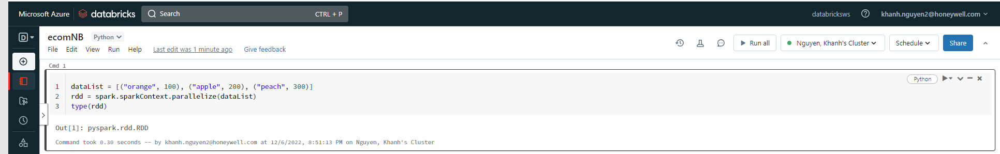 Microsoft Azure databricks Search CTRL + P databricksws khanh.nguyen2@honeywell.com
D
ecomNB Python
File Edit View Run Help Last edit was 1 minute ago Give feedback
Run all Nguyen, Khanh's Cluster Schedule Share
Cmd 1
Python
1 dataList = [("orange", 100), ("apple", 200), ("peach", 300)]
2 rdd = spark.sparkContext.parallelize(dataList)
3 type(rdd)
Out[1]: pyspark.rdd.RDD
Command took 0.30 seconds -- by khanh.nguyen2@honeywell.com at 12/6/2022, 8:51:13 PM on Nguyen, Khanh's Cluster